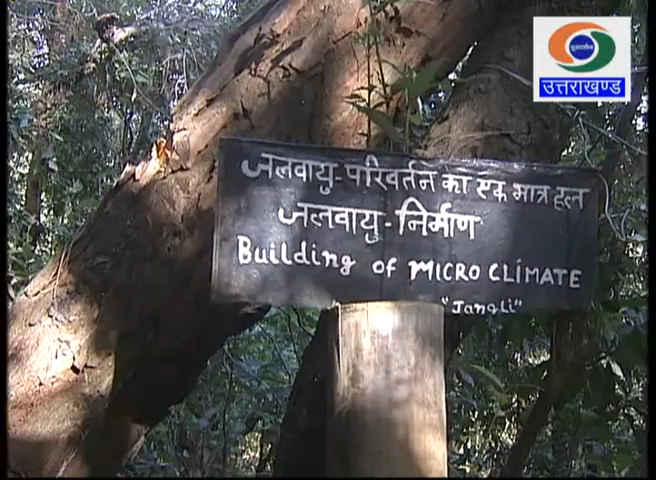 उत्तराखण्ड
जलवायु-परिवर्तन का एक मात्र हल
जलवायु-निर्माण
Building of MICRO CLIMATE
"JangLi"